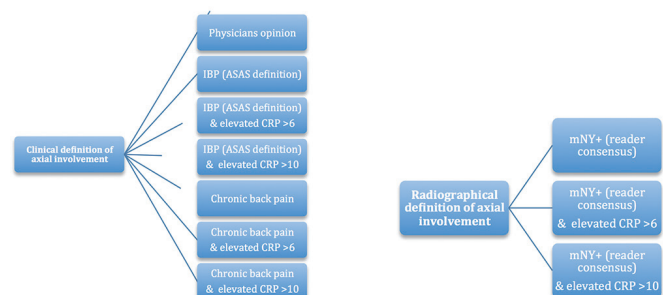 Physicians opinion
IBP (ASAS definition)
IBP (ASAS definition)
& elevated CRP >6
Clinical definition of
axial involvement
IBP (ASAS definition)
& elevated CRP >10
Chronic back pain
Chronic back pain
& elevated CRP >6
Chronic back pain
& elevated CRP >10
mNY+ (reader
consensus)
Radiographical
definition of axial
involvement
mNY+ (reader
consensus)
& elevated CRP >6
mNY+ (reader
consensus)
& elevated CRP >10